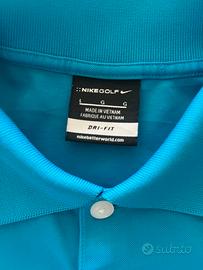 NIKEGOLF
L G G
MADE IN VIETNAM
FABRIQUÉ AU VIETNAM
DRI-FIT
nikebetterworld.com
subito